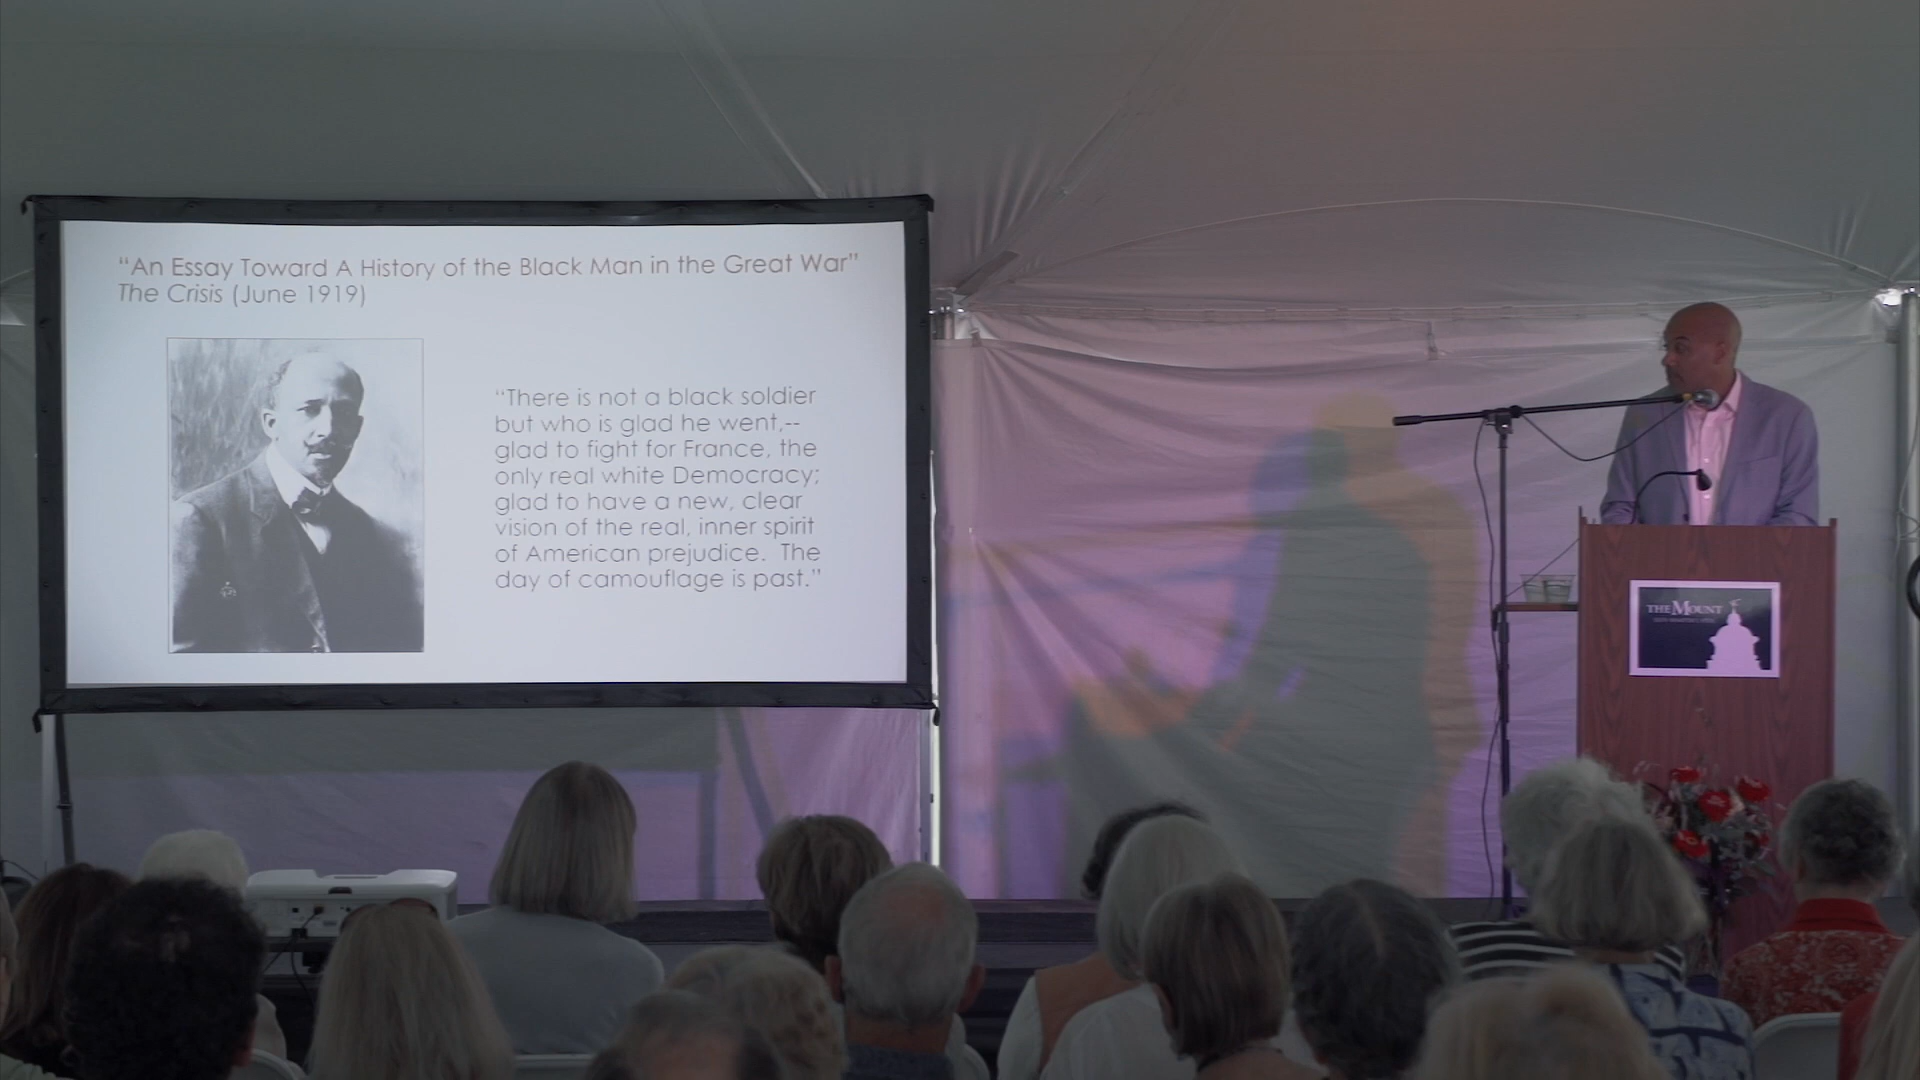 “An Essay Toward A History of the Black Man in the Great War”
The Crisis (June 1919)
“There is not a black soldier
but who is glad he went,--
glad to fight for France, the
only real white Democracy;
glad to have a new, clear
vision of the real, inner spirit
of American prejudice.  The
day of camouflage is past.”
THE MOUNT